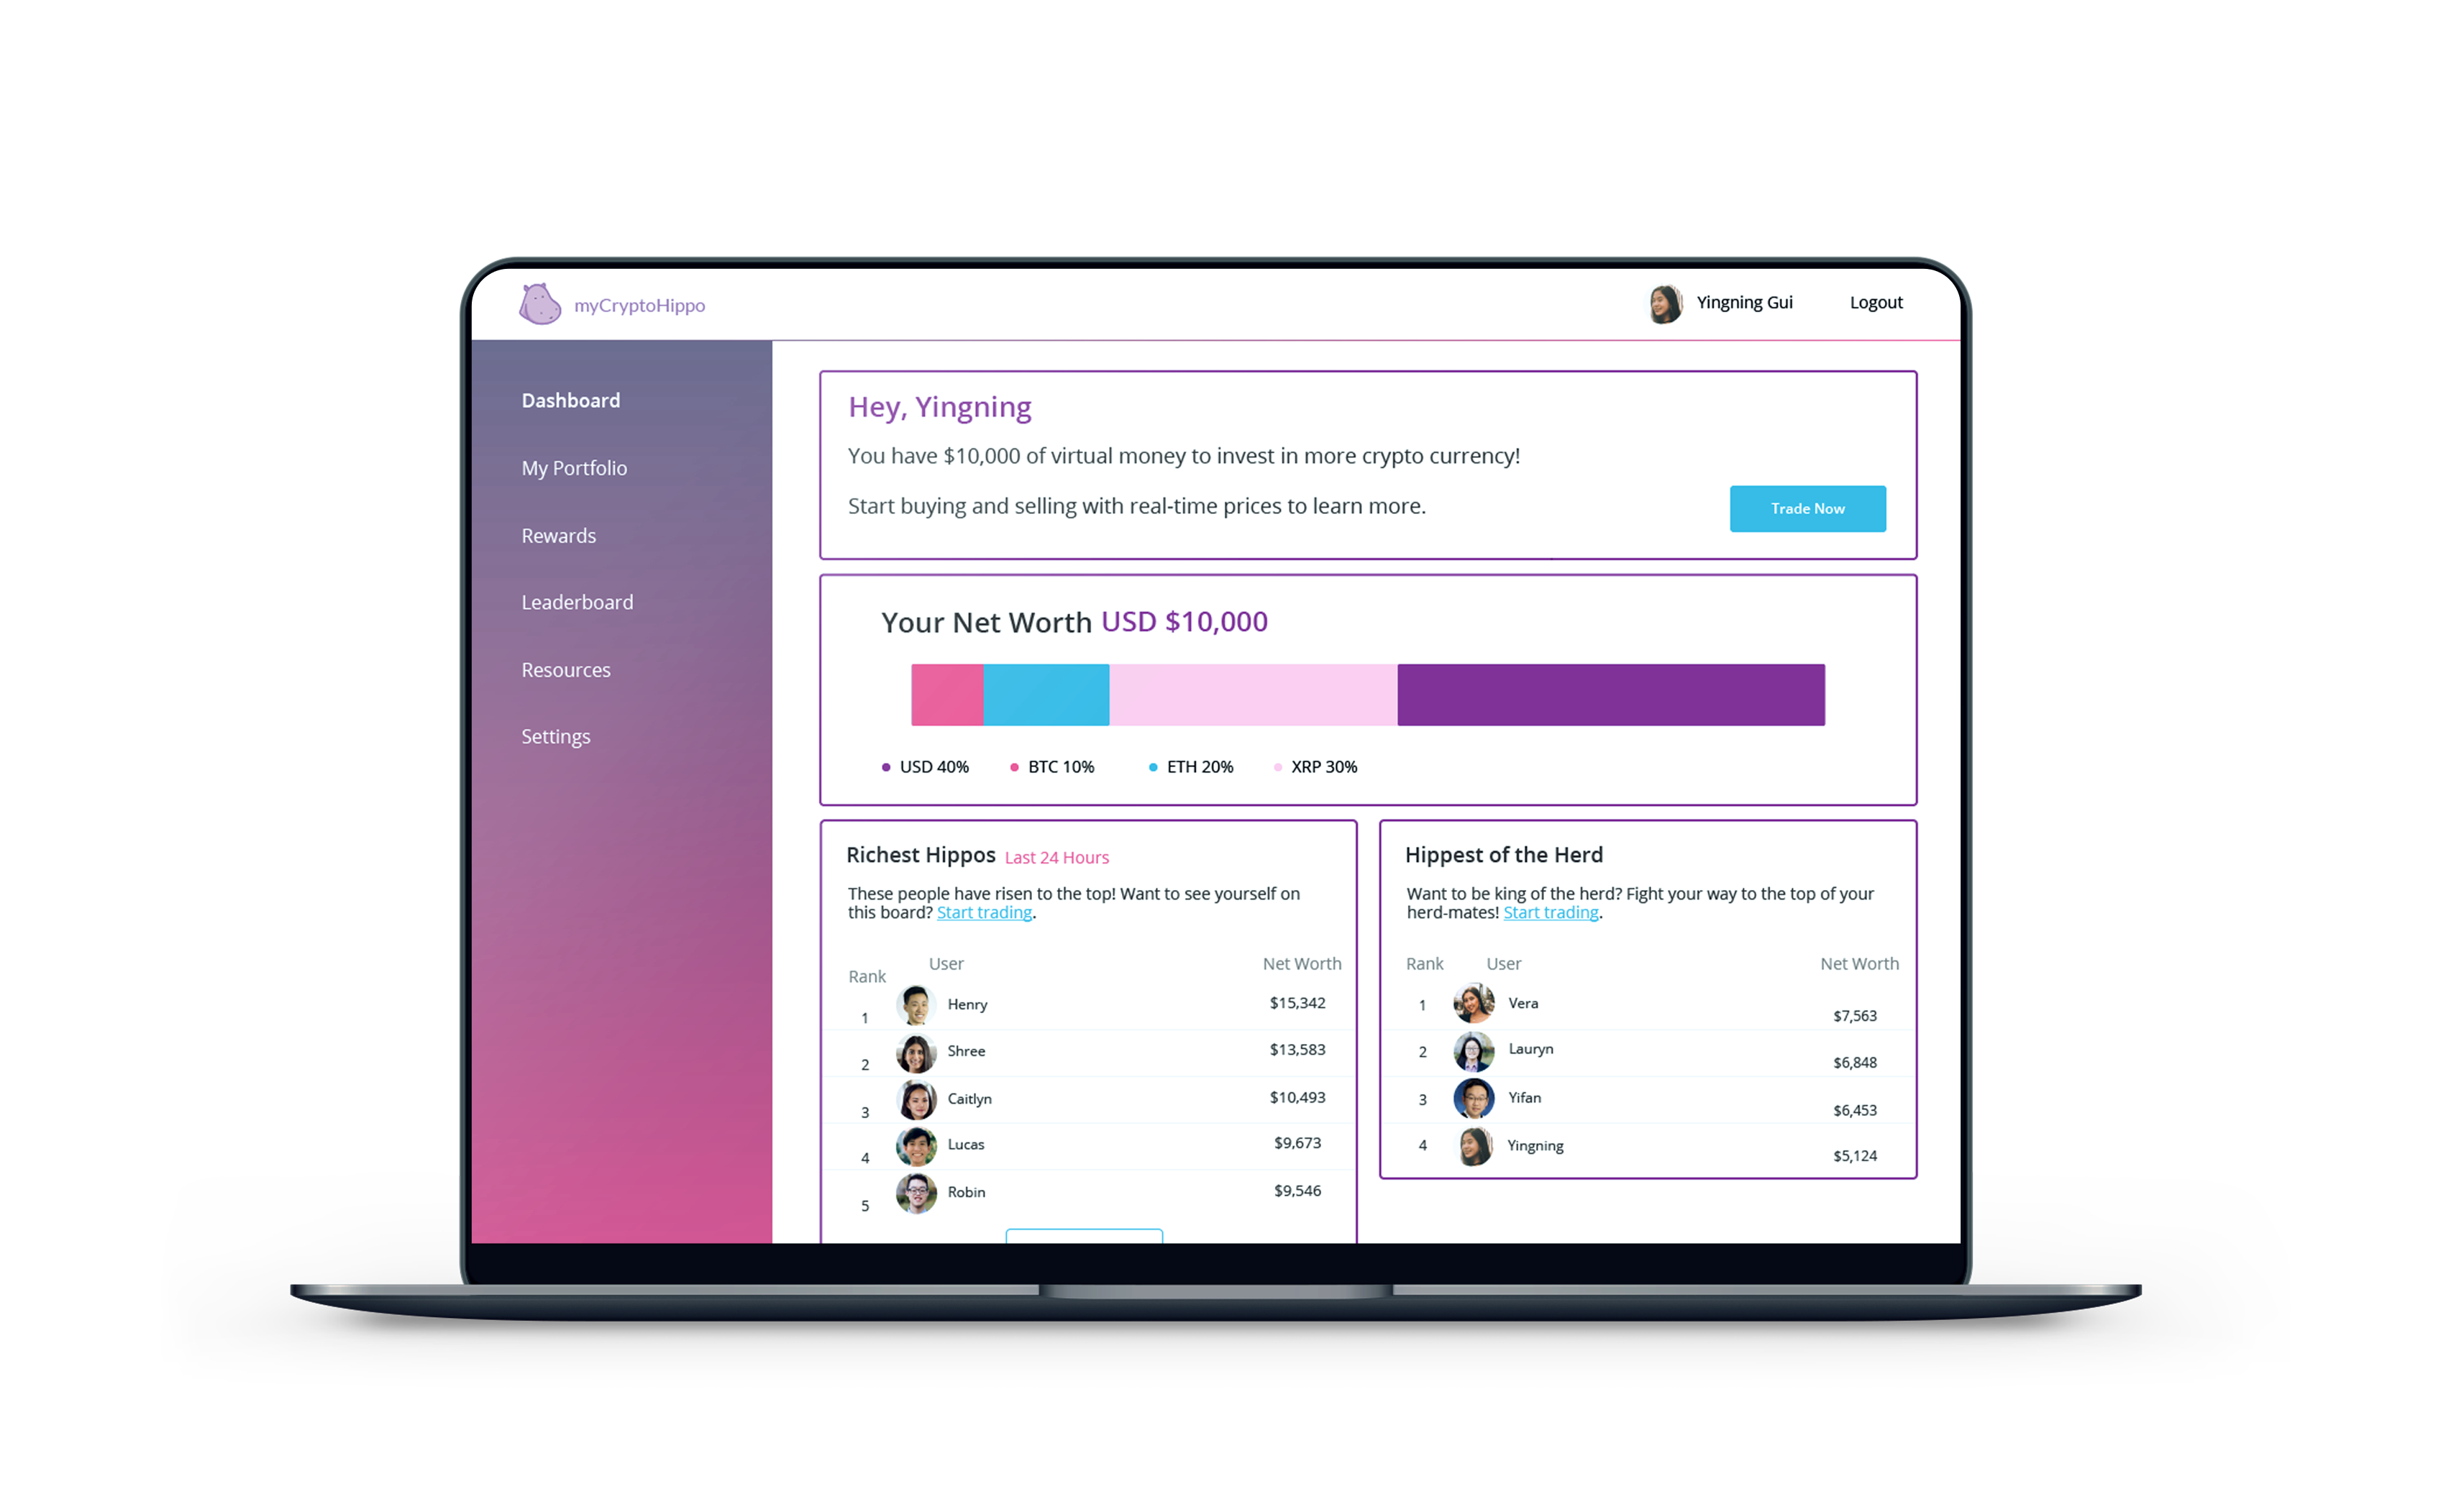 myCryptoHippo
Yingning Gui
Logout
Dashboard
My Portfolio
Rewards
Leaderboard
Resources
Settings
Hey, Yingning
You have $10,000 of virtual money to invest in more crypto currency!
Start buying and selling with real-time prices to learn more.
Trade Now
Your Net Worth USD $10,000
USD 40% BTC 10% ETH 20% XRP 30%
Richest Hippos Last 24 Hours
These people have risen to the top! Want to see yourself on
this board? Start trading.
Rank User Net Worth
1 Henry $15,342
2 Shree $13,583
3 Caitlyn $10,493
4 Lucas $9,673
5 Robin $9,546
Hippest of the Herd
Want to be king of the herd? Fight your way to the top of your
herd-mates! Start trading.
Rank User Net Worth
1 Vera $7,563
2 Lauryn $6,848
3 Yifan $6,453
4 Yingning $5,124